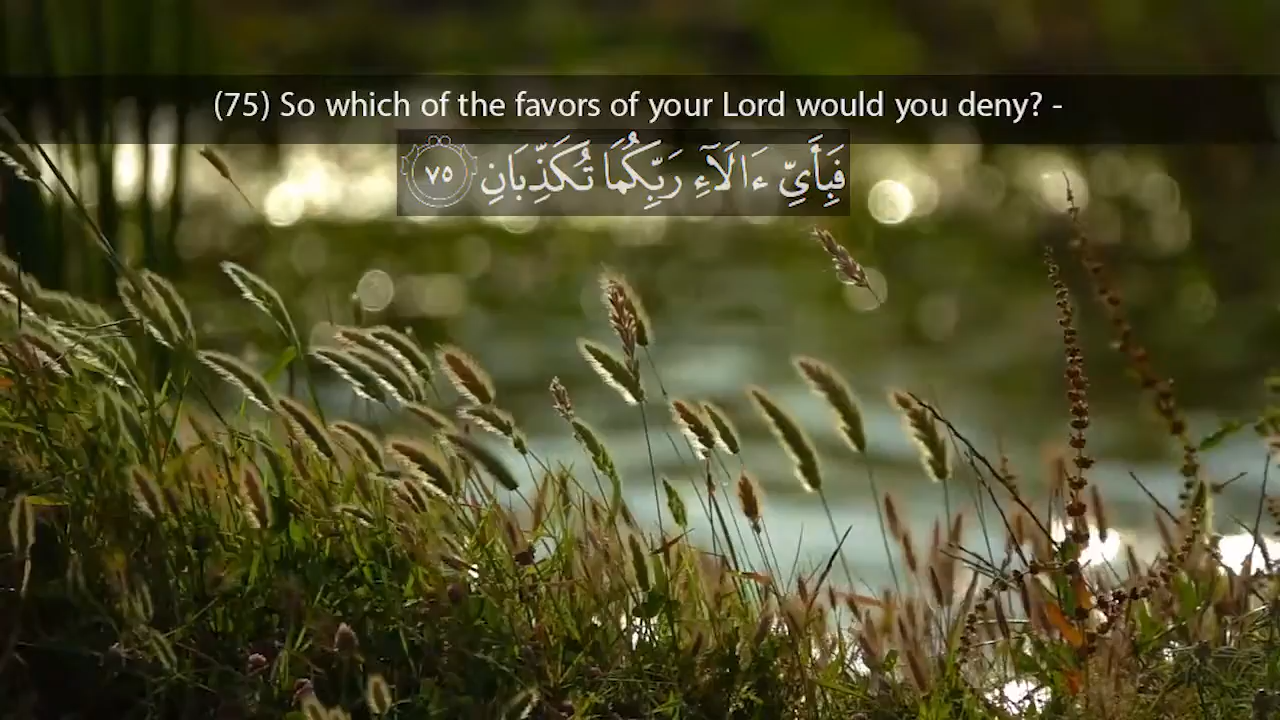 (75) So which of the favors of your Lord would you deny? -
فَبِأَيِّ ءَالَآءِ رَبِّكُمَا تُكَذِّبَانِ ٧٥